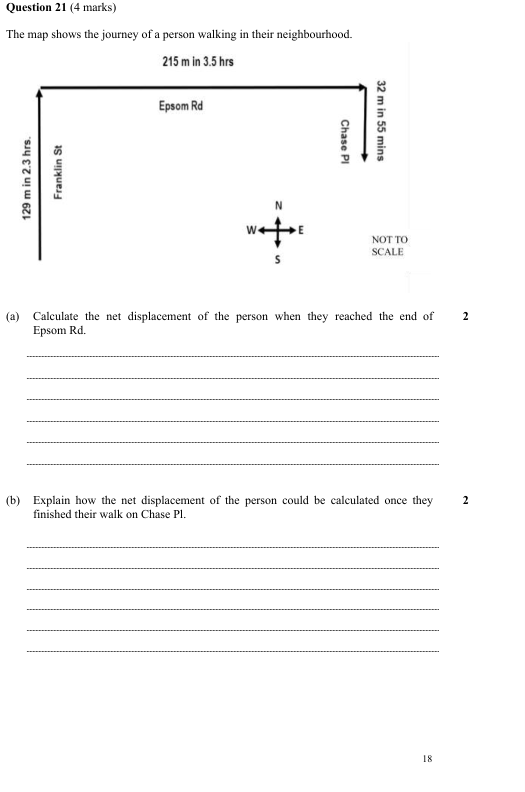 Question 21 (4 marks)
The map shows the journey of a person walking in their neighbourhood.
215 m in 3.5 hrs
Epsom Rd
129 m in 2.3 hrs.
Franklin St
Chase Pl
32 m in 55 mins
N
W
E
S
NOT TO
SCALE
(a) Calculate the net displacement of the person when they reached the end of 2
Epsom Rd.
(b) Explain how the net displacement of the person could be calculated once they 2
finished their walk on Chase Pl.
18